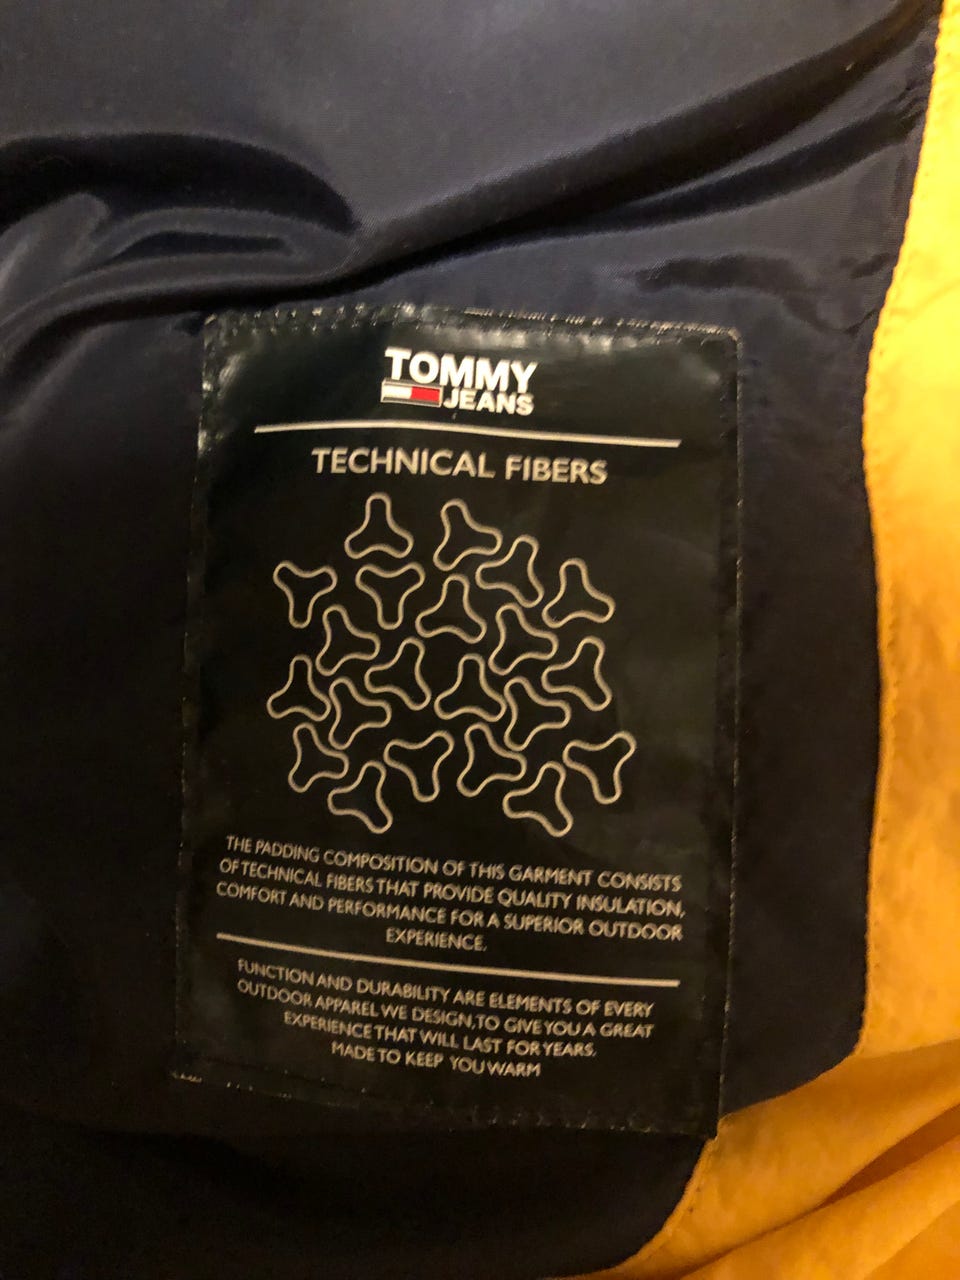 TOMMY
JEANS
TECHNICAL FIBERS
THE PADDING COMPOSITION OF THIS GARMENT CONSISTS
OF TECHNICAL FIBERS THAT PROVIDE QUALITY INSULATION,
COMFORT AND PERFORMANCE FOR A SUPERIOR OUTDOOR
EXPERIENCE.
FUNCTION AND DURABILITY ARE ELEMENTS OF EVERY
OUTDOOR APPAREL WE DESIGN, TO GIVE YOU A GREAT
EXPERIENCE THAT WILL LAST FOR YEARS.
MADE TO KEEP YOU WARM